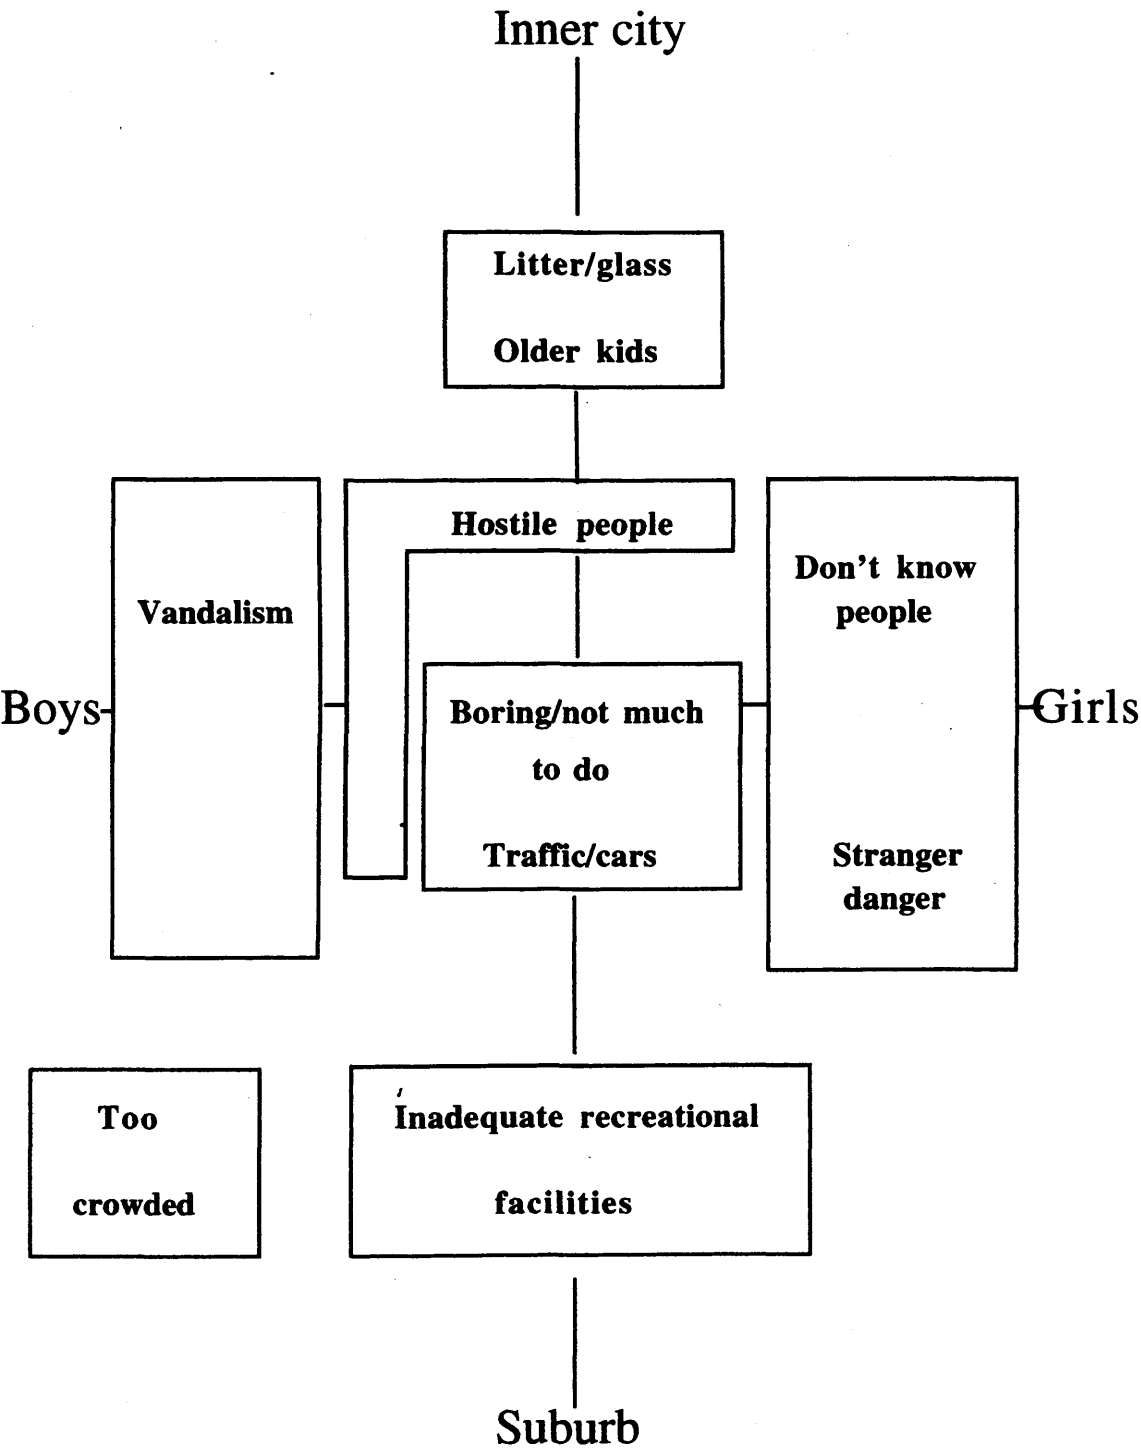 Inner city
Litter/glass
Older kids
Hostile people
Vandalism
Don't know
people
Boys
Boring/not much
to do
Traffic/cars
Girls
Stranger
danger
Too
crowded
Inadequate recreational
facilities
Suburb